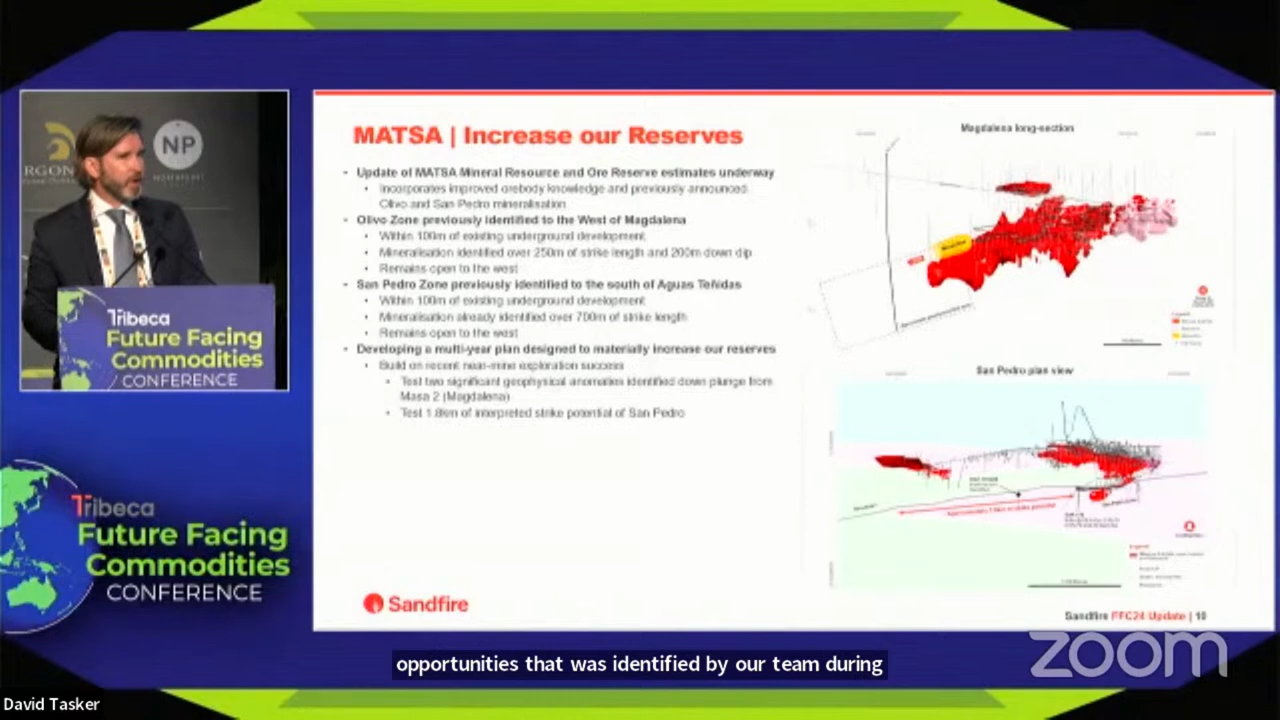 RGON
NP
Tribeca
Future Facing
Commodities
CONFERENCE
Tribeca
Future Facing
Commodities
CONFERENCE
MATSA | Increase our Reserves
- Update of MATSA Mineral Resource and Ore Reserve estimates underway
• Incorporates improved orebody knowledge and previously announced
Olivo and San Pedro mineralisation
- Olivo Zone previously identified to the West of Magdalena
• Within 100m of existing underground development
• Mineralisation identified over 250m of strike length and 200m down dip
• Remains open to the west
- San Pedro Zone previously identified to the south of Aguas Teñidas
• Within 100m of existing underground development
• Mineralisation already identified over 700m of strike length
• Remains open to the west
- Developing a multi-year plan designed to materially increase our reserves
• Build on recent near-mine exploration success
• Test two significant geophysical anomalies identified down plunge from
Masa 2 (Magdalena)
• Test 1.8km of interpreted strike potential of San Pedro
Magdalena long-section
San Pedro plan view
Sandfire
Sandfire FFC24 Update | 10
zoom
opportunities that was identified by our team during
David Tasker